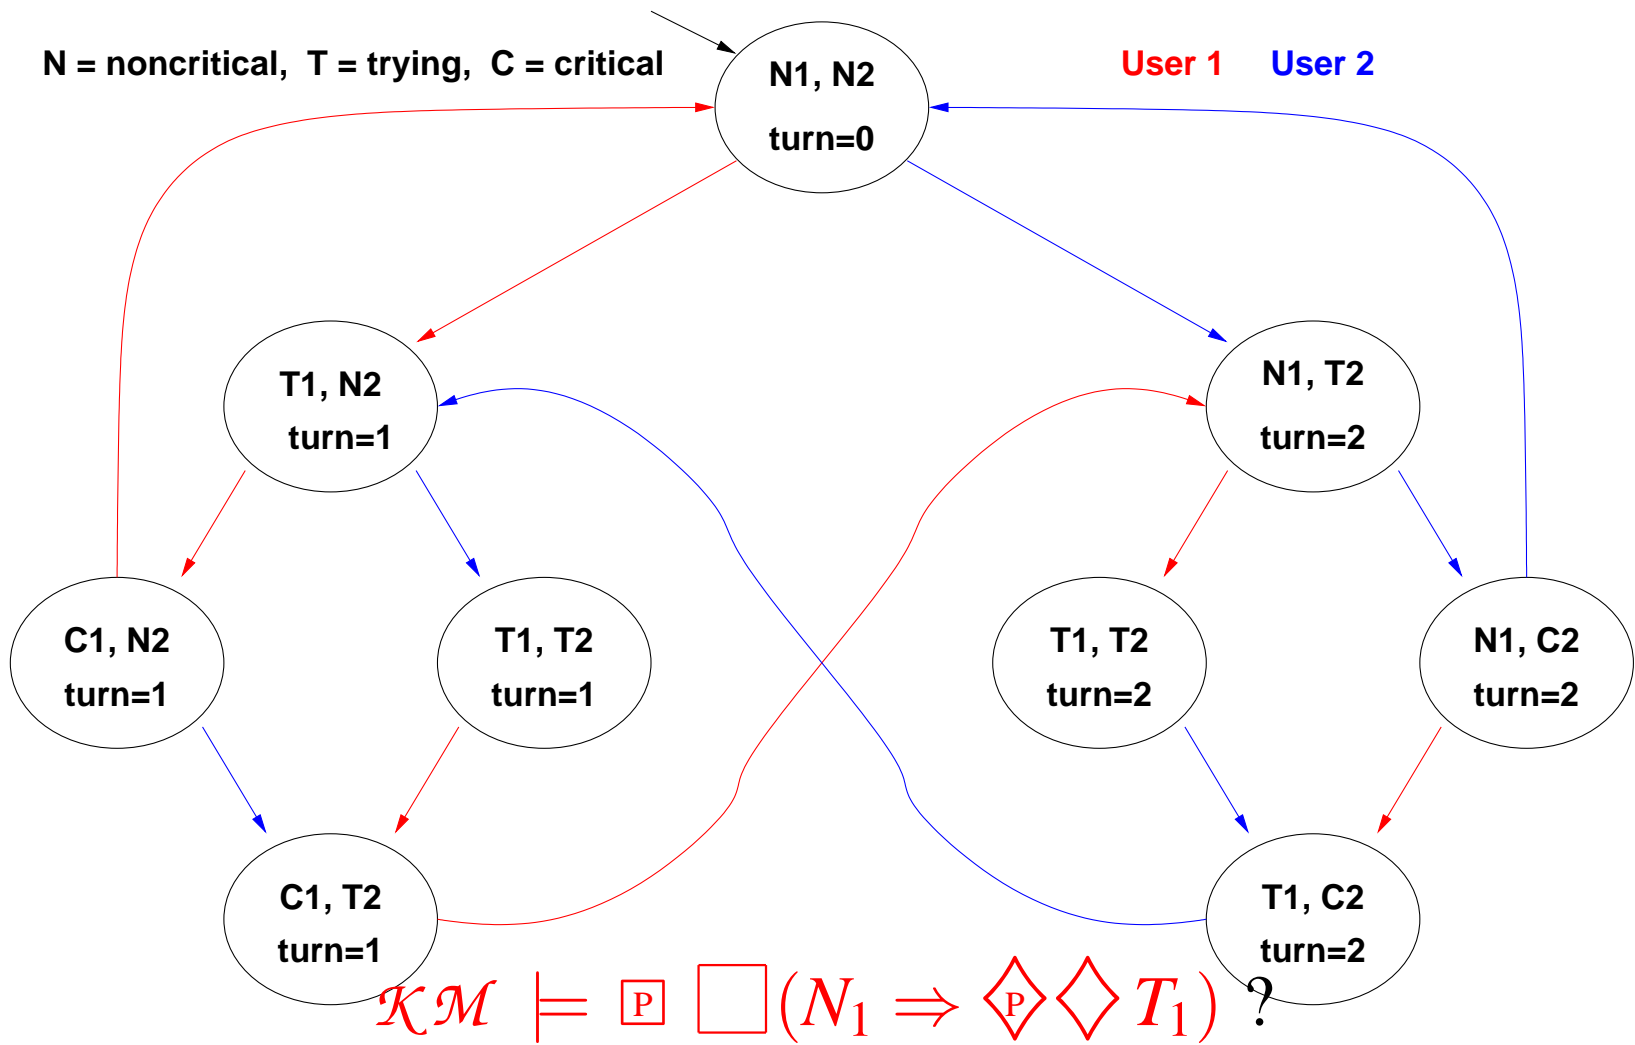 N = noncritical, T = trying, C = critical
User 1 User 2
N1, N2
turn=0
T1, N2
turn=1
N1, T2
turn=2
C1, N2
turn=1
T1, T2
turn=1
T1, T2
turn=2
N1, C2
turn=2
C1, T2
turn=1
T1, C2
turn=2
𝒦ℳ ⊨ [P] □(N₁ ⇒ ⟨P⟩◇T₁) ?